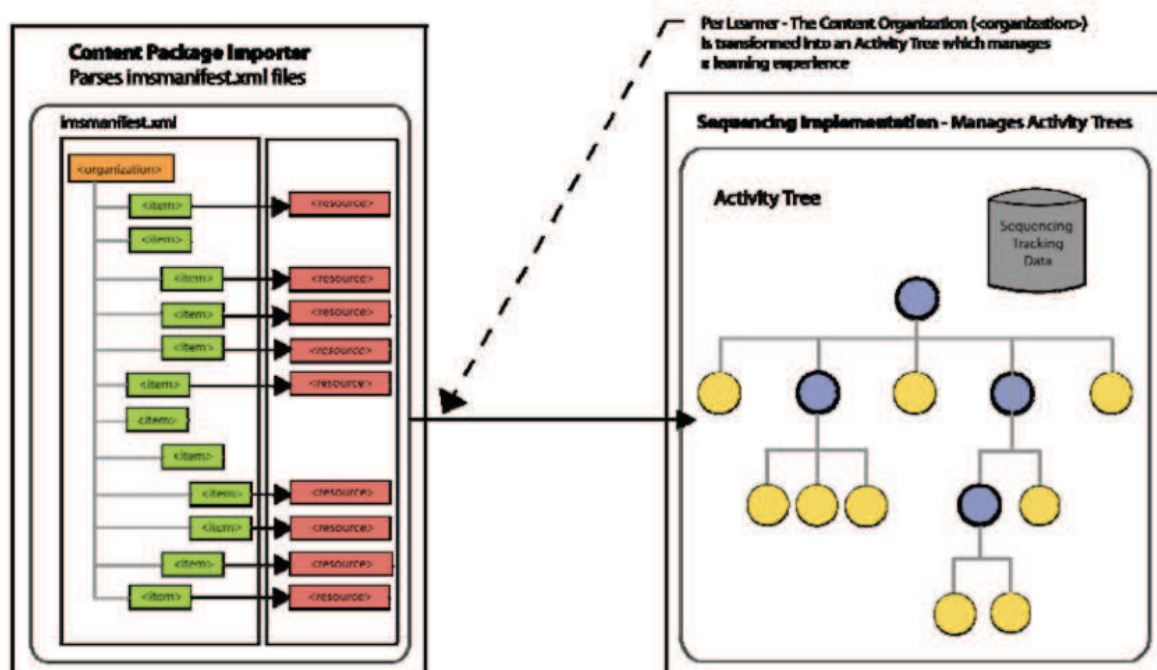 Per Learner - The Content Organization (<organization>)
is transformed into an Activity Tree which manages
a learning experience
Content Package Importer
Parses imsmanifest.xml files
imsmanifest.xml
<organization>
<item>
<resource>
<item>
<item>
<resource>
<item>
<resource>
<item>
<resource>
<item>
<resource>
<item>
<item>
<item>
<resource>
<item>
<resource>
<item>
<resource>
<item>
<resource>
Sequencing Implementation - Manages Activity Trees
Activity Tree
Sequencing
Tracking
Data